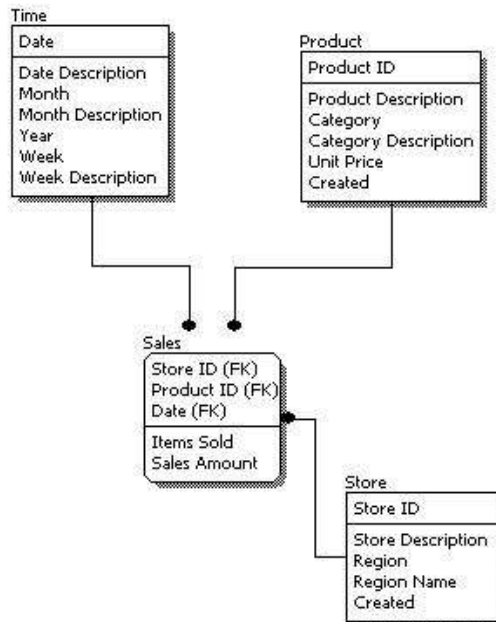 Time
Date
Date Description
Month
Month Description
Year
Week
Week Description
Product
Product ID
Product Description
Category
Category Description
Unit Price
Created
Sales
Store ID (FK)
Product ID (FK)
Date (FK)
Items Sold
Sales Amount
Store
Store ID
Store Description
Region
Region Name
Created